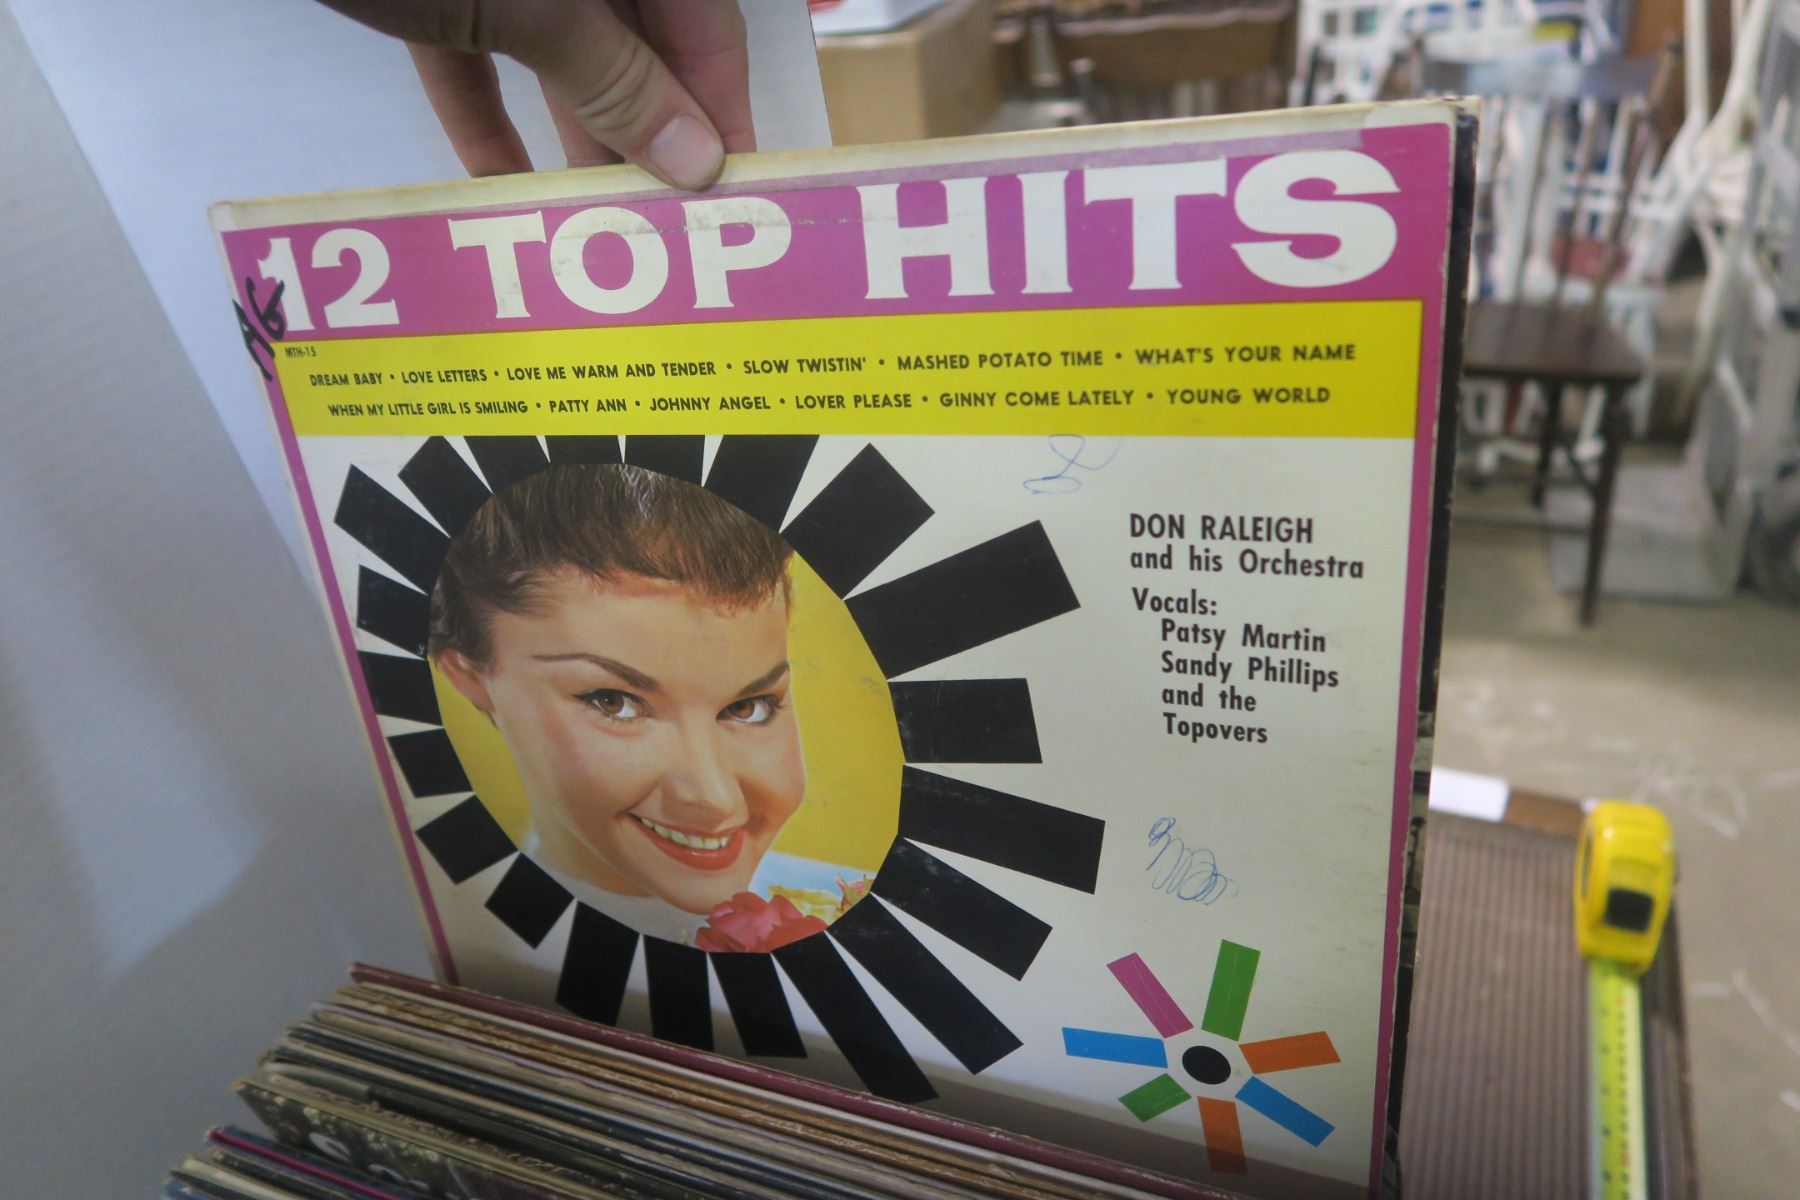 12 TOP HITS
AG
MTH-15
DREAM BABY • LOVE LETTERS • LOVE ME WARM AND TENDER • SLOW TWISTIN' • MASHED POTATO TIME • WHAT'S YOUR NAME
WHEN MY LITTLE GIRL IS SMILING • PATTY ANN • JOHNNY ANGEL • LOVER PLEASE • GINNY COME LATELY • YOUNG WORLD
DON RALEIGH
and his Orchestra
Vocals:
Patsy Martin
Sandy Phillips
and the
Topovers